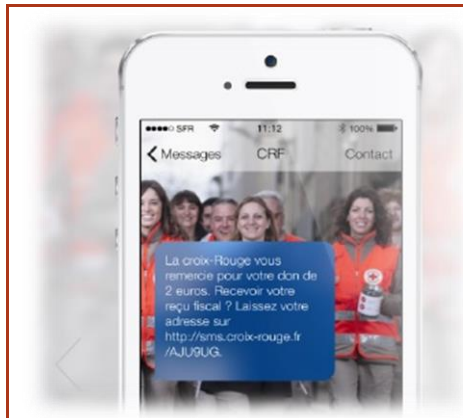 SFR 11:12 100%
Messages CRF Contact
La croix-Rouge vous
remercie pour votre don de
2 euros. Recevoir votre
reçu fiscal ? Laissez votre
adresse sur
http://sms.croix-rouge.fr
/AJU9UG.